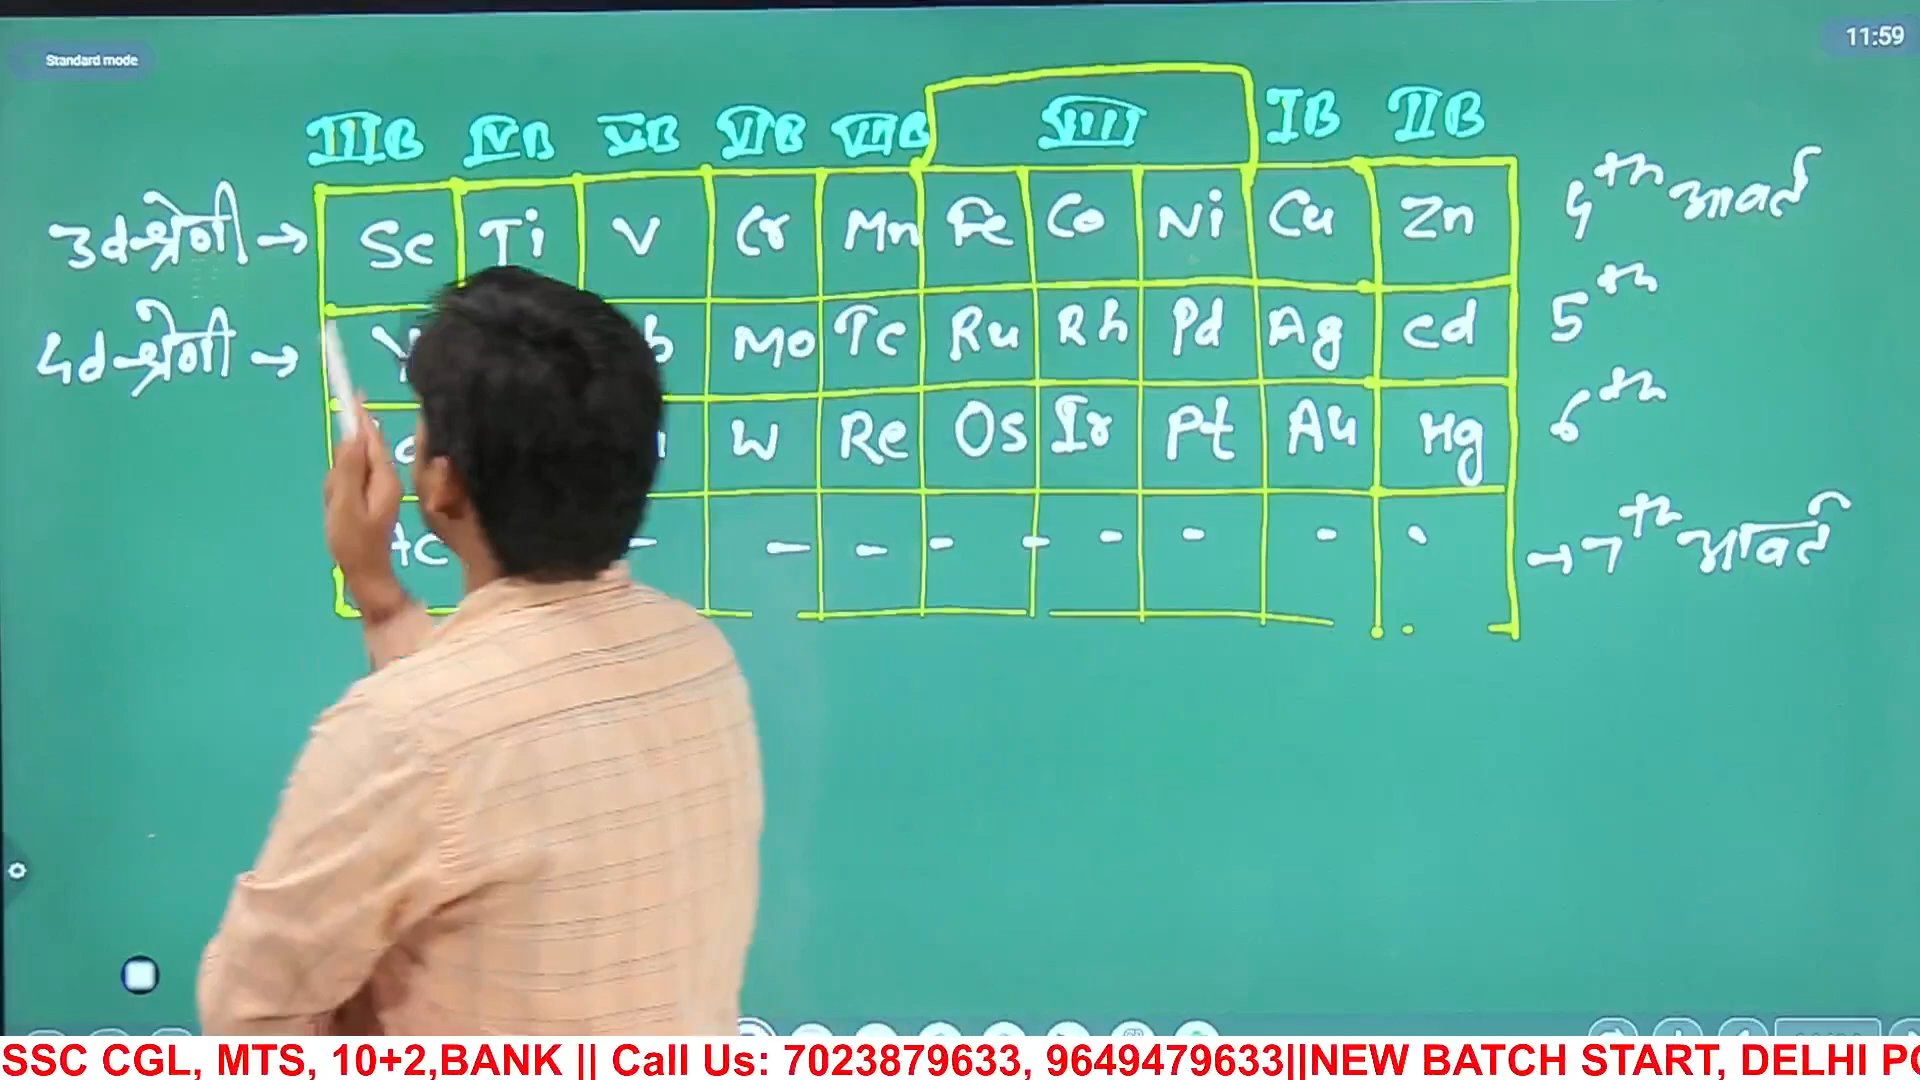 Standard mode
11:59
IIIB IVB VB VIB VIIB VIII IB IIB
3d श्रेणी → Sc Ti V Cr Mn Fe Co Ni Cu Zn 4th आवर्त
4d श्रेणी → Y Mo Tc Ru Rh Pd Ag Cd 5th
W Re Os Ir Pt Au Hg 6th
Ac - - - - - - - - → 7th आवर्त
SSC CGL, MTS, 10+2,BANK || Call Us: 7023879633, 9649479633||NEW BATCH START, DELHI